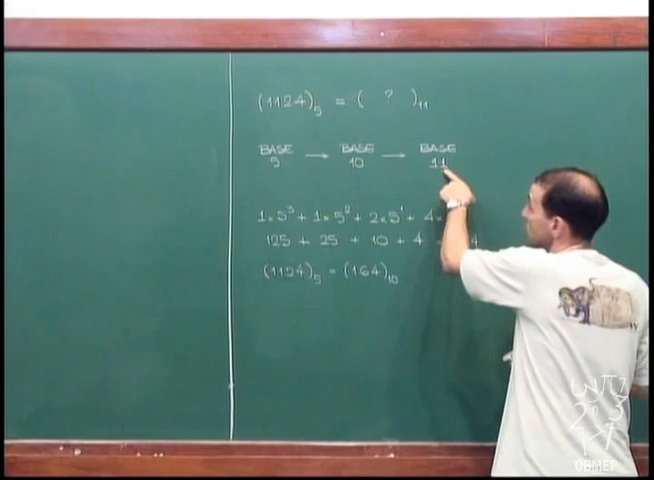 (1124)₅ = ( ? )₁₁
BASE 5 → BASE 10 → BASE 11
1×5³ + 1×5² + 2×5¹ + 4
125 + 25 + 10 + 4 4
(1124)₅ = (164)₁₀
OBMEP